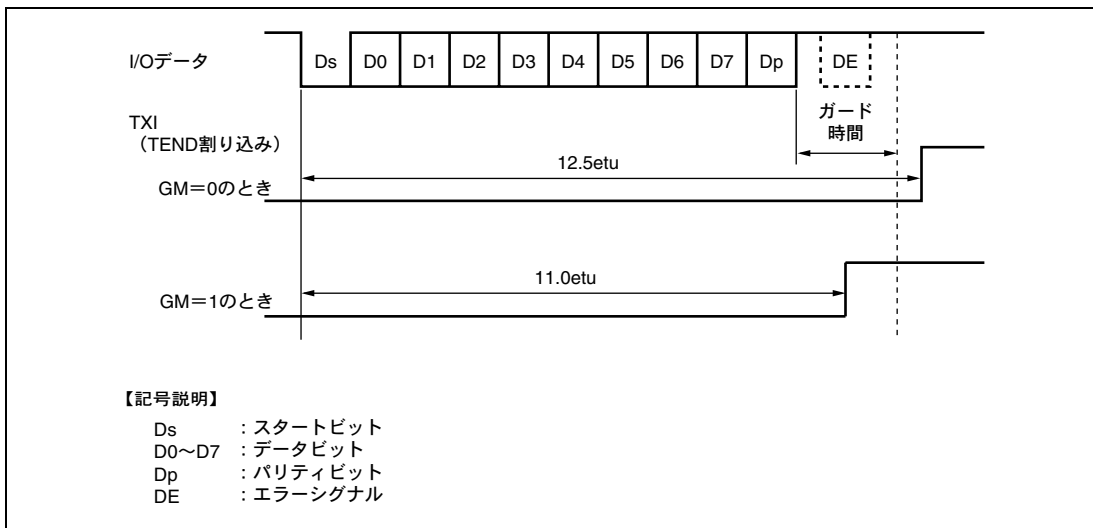 I/Oデータ
Ds D0 D1 D2 D3 D4 D5 D6 D7 Dp DE
ガード
時間
TXI
（TEND割り込み）
12.5etu
GM＝0のとき
11.0etu
GM＝1のとき
【記号説明】
Ds ：スタートビット
D0～D7 ：データビット
Dp ：パリティビット
DE ：エラーシグナル